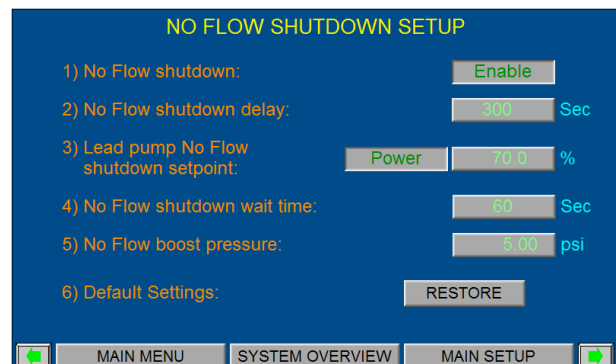 NO FLOW SHUTDOWN SETUP
1) No Flow shutdown: Enable
2) No Flow shutdown delay: 300 Sec
3) Lead pump No Flow
shutdown setpoint: Power 70.0 %
4) No Flow shutdown wait time: 60 Sec
5) No Flow boost pressure: 5.00 psi
6) Default Settings: RESTORE
MAIN MENU SYSTEM OVERVIEW MAIN SETUP